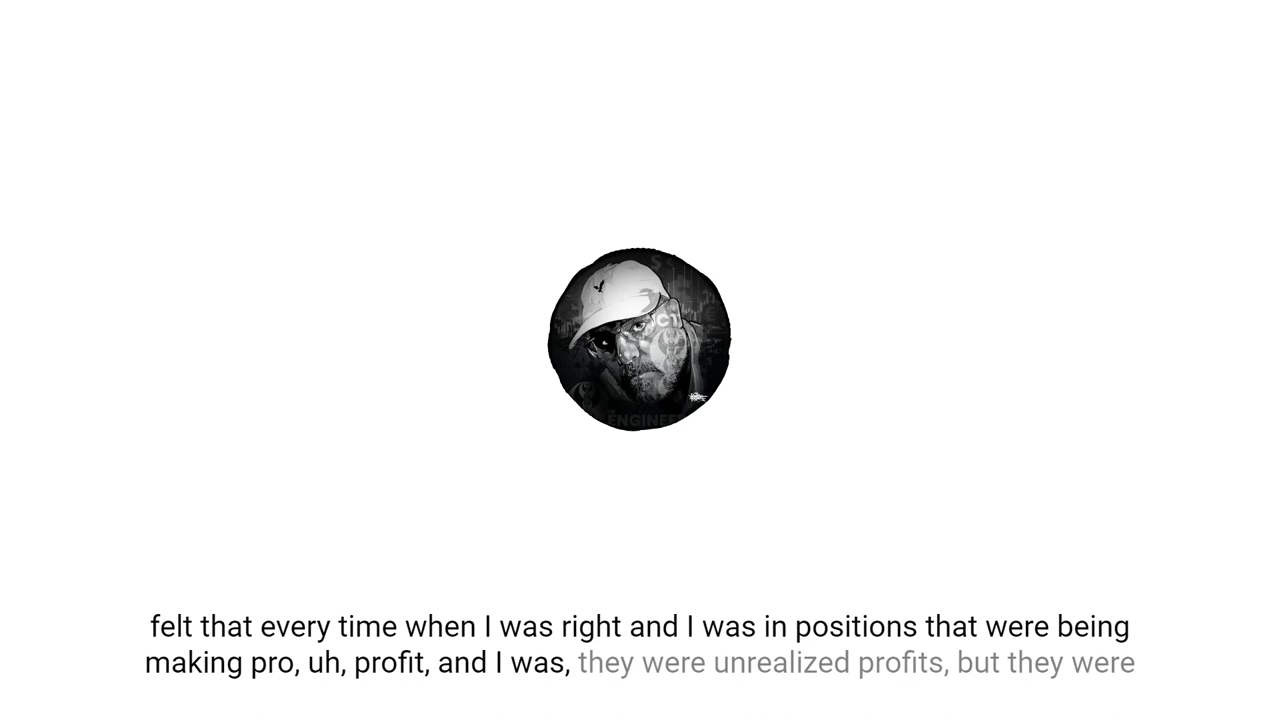 ENGINEE
felt that every time when I was right and I was in positions that were being
making pro, uh, profit, and I was, they were unrealized profits, but they were